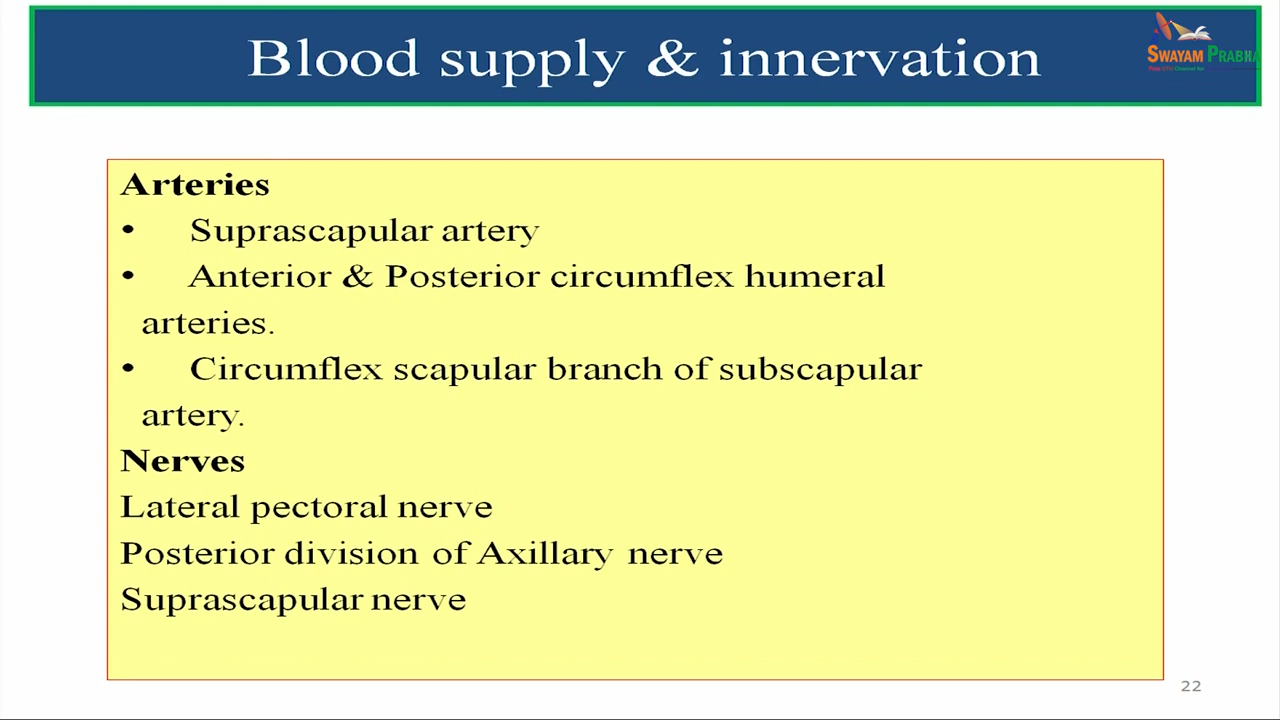 Blood supply & innervation
SWAYAM PRABHA
Arteries
• Suprascapular artery
• Anterior & Posterior circumflex humeral
arteries.
• Circumflex scapular branch of subscapular
artery.
Nerves
Lateral pectoral nerve
Posterior division of Axillary nerve
Suprascapular nerve
22